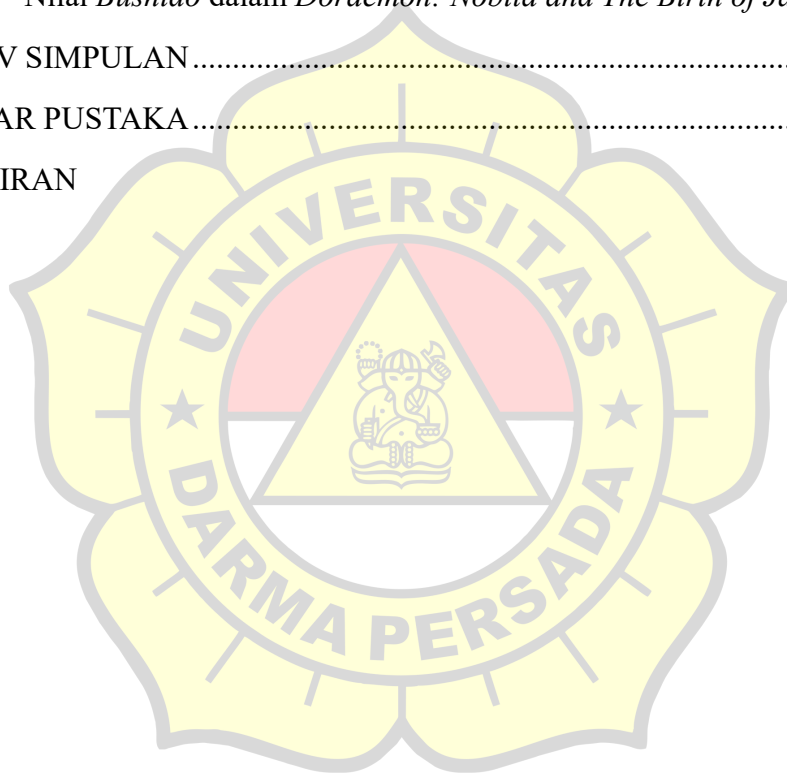 Nilai Bushido dalam Doraemon: Nobita and The Birth of
V SIMPULAN
AR PUSTAKA
IRAN
UNIVERSITAS
DARMA PERSADA